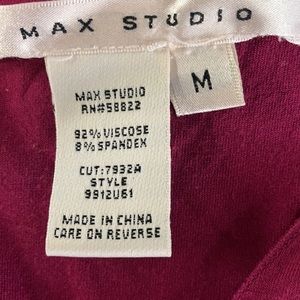 MAX STUDIO
M
MAX STUDIO
RN#58822
92% VISCOSE
8% SPANDEX
CUT:7932A
STYLE
9912U61
MADE IN CHINA
CARE ON REVERSE